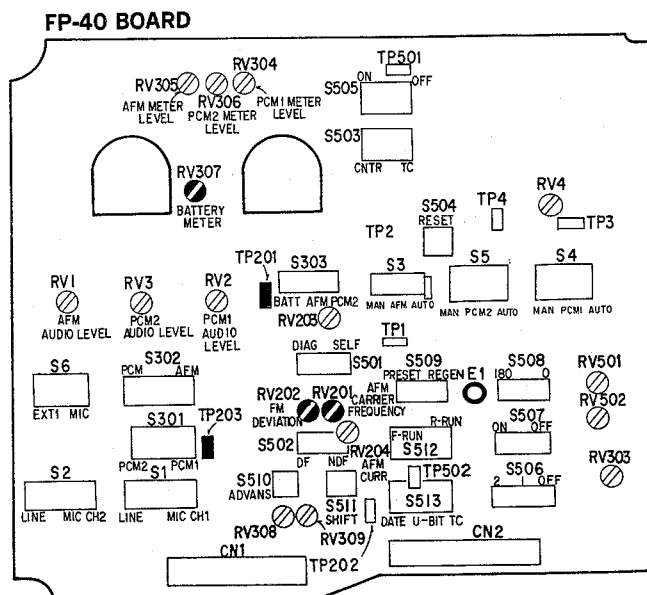 FP-40 BOARD
RV304
TP501
RV305
RV306
ON
OFF
S505
AFM METER
LEVEL
PCM2 METER
LEVEL
PCM1 METER
LEVEL
S503
CNTR
TC
RV307
BATTERY
METER
S504
RESET
TP4
RV4
TP3
TP2
TP201
S303
S3
S5
S4
RV1
RV3
RV2
BATT AFM PCM2
MAN AFM AUTO
MAN PCM2 AUTO
MAN PCM1 AUTO
AFM
AUDIO LEVEL
PCM2
AUDIO LEVEL
PCM1
AUDIO
LEVEL
RV203
TP1
DIAG
SELF
S501
S6
S302
PCM
AFM
S509
PRESET REGEN
E1
S508
180
0
RV501
EXT1 MIC
RV202
RV201
AFM
CARRIER
FREQUENCY
FM
DEVIATION
RV502
S301
TP203
R-RUN
F-RUN
S512
S507
ON
OFF
S502
PCM2
PCM1
DF
NDF
RV204
AFM
CURR
RV303
S2
S1
S510
ADVANS
TP502
S506
2
1
OFF
S511
SHIFT
S513
LINE
MIC CH2
LINE
MIC CH1
DATE U-BIT TC
RV308
RV309
CN1
TP202
CN2